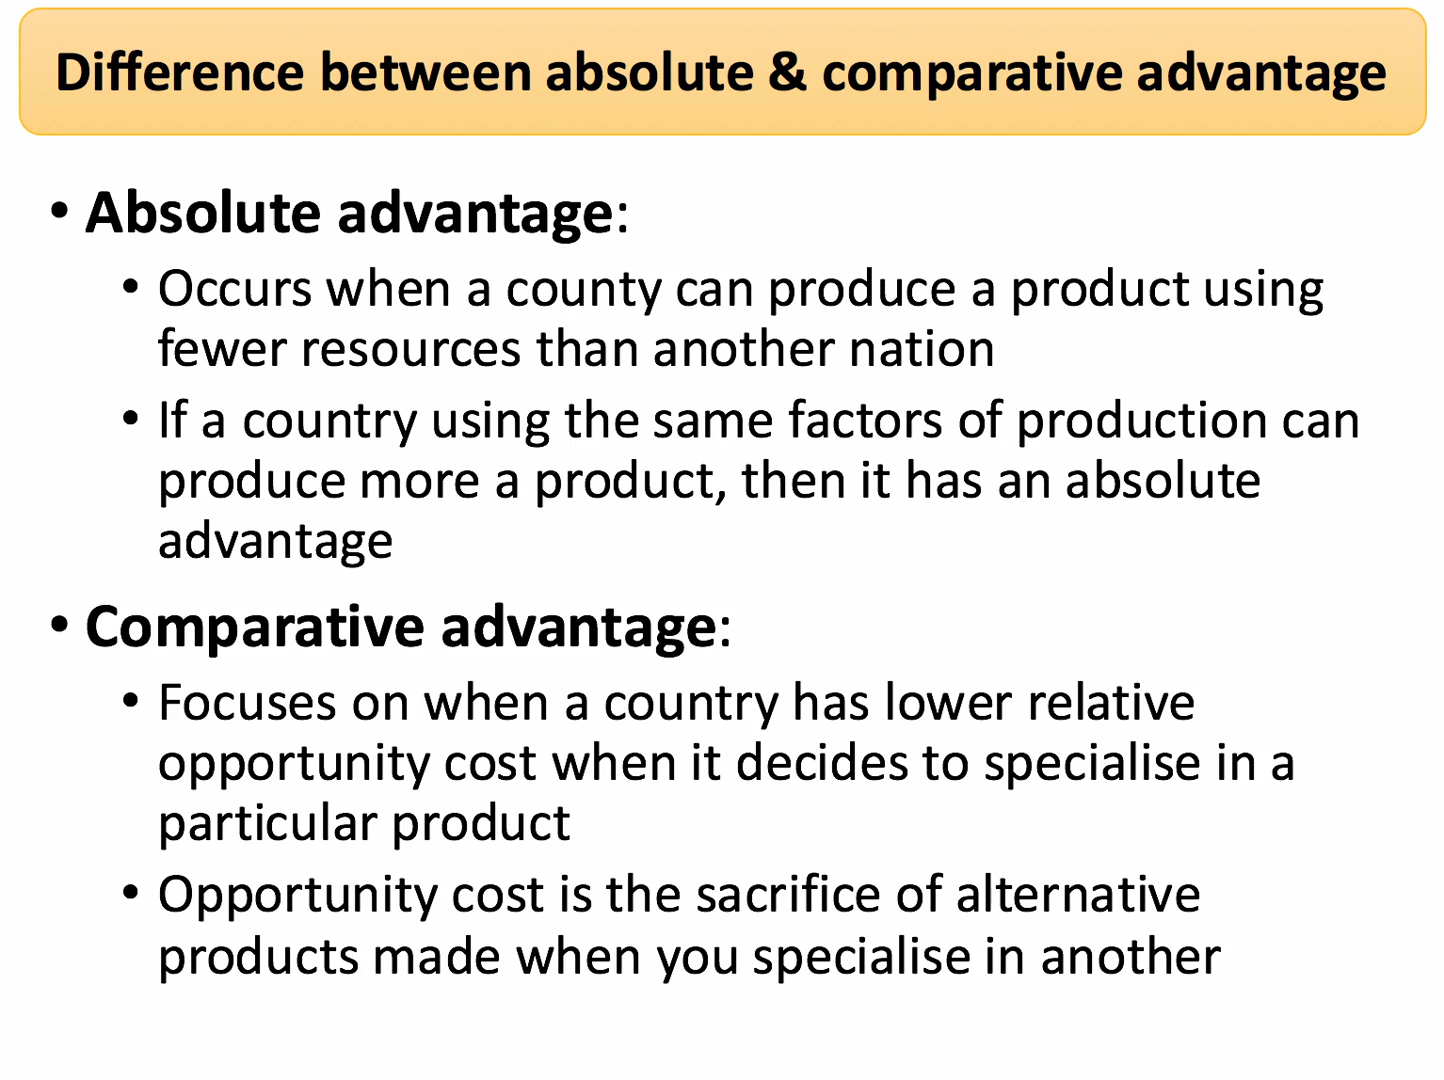 Difference between absolute & comparative advantage
• Absolute advantage:
• Occurs when a county can produce a product using
fewer resources than another nation
• If a country using the same factors of production can
produce more a product, then it has an absolute
advantage
• Comparative advantage:
• Focuses on when a country has lower relative
opportunity cost when it decides to specialise in a
particular product
• Opportunity cost is the sacrifice of alternative
products made when you specialise in another